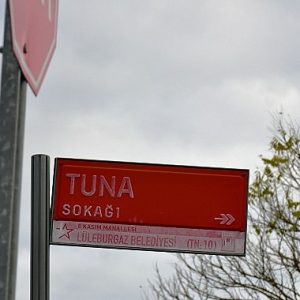 TUNA
SOKAĞI
8 KASIM MAHALLESİ
LÜLEBURGAZ BELEDİYESİ (TN:10)